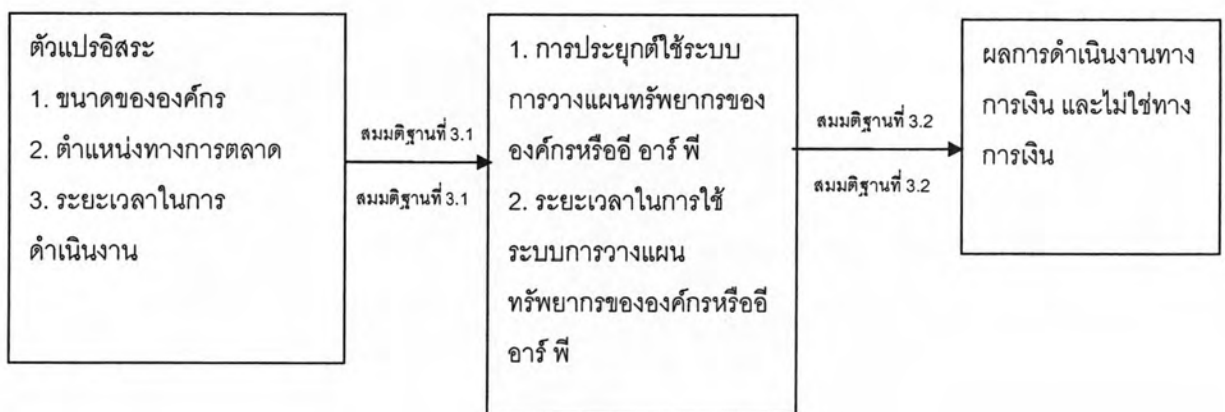 ตัวแปรอิสระ
1. ขนาดขององค์กร
2. ตำแหน่งทางการตลาด
3. ระยะเวลาในการ
ดำเนินงาน
สมมติฐานที่ 3.1
สมมติฐานที่ 3.1
1. การประยุกต์ใช้ระบบ
การวางแผนทรัพยากรของ
องค์กรหรืออี อาร์ พี
2. ระยะเวลาในการใช้
ระบบการวางแผน
ทรัพยากรขององค์กรหรืออี
อาร์ พี
สมมติฐานที่ 3.2
สมมติฐานที่ 3.2
ผลการดำเนินงานทาง
การเงิน และไม่ใช่ทาง
การเงิน